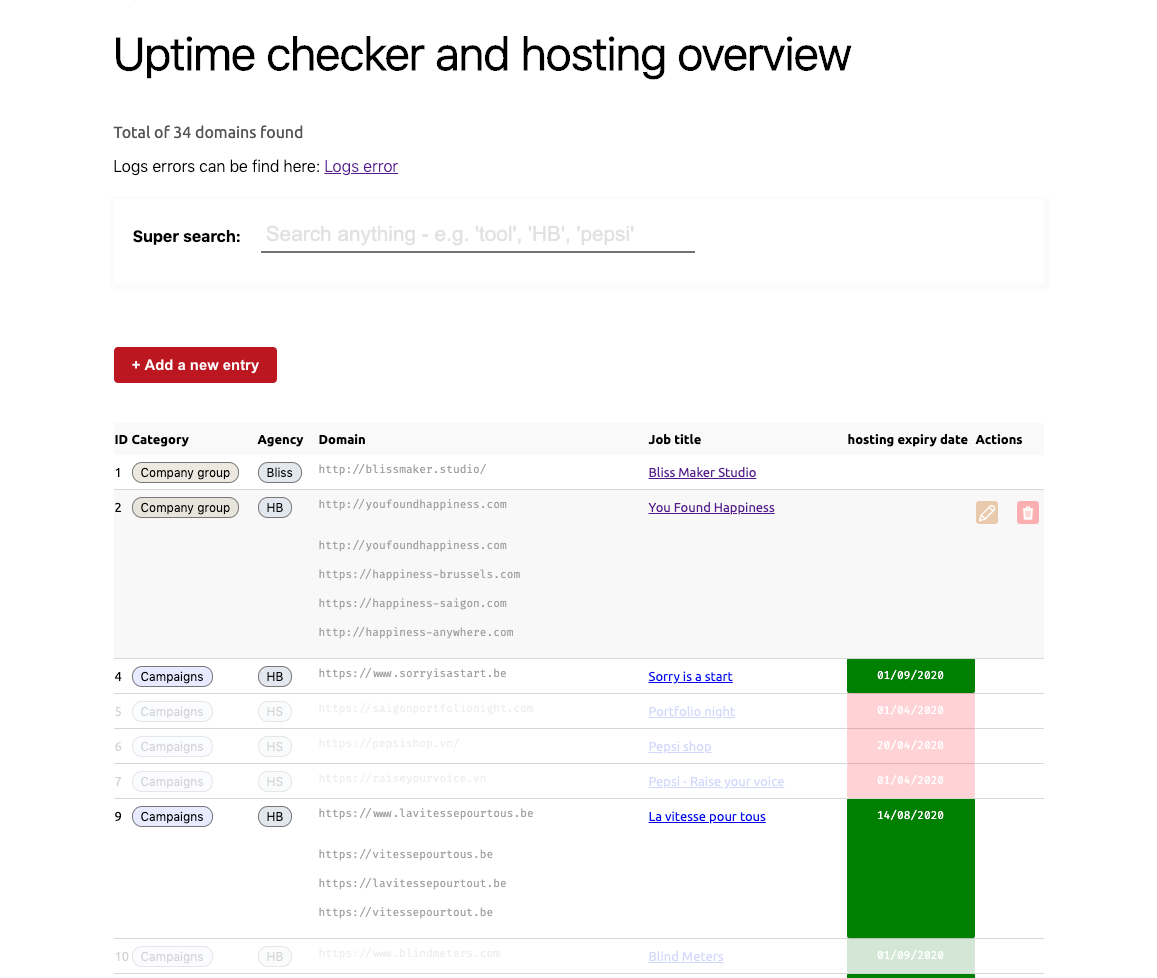 Uptime checker and hosting overview
Total of 34 domains found
Logs errors can be find here: Logs error
Super search: Search anything - e.g. 'tool', 'HB', 'pepsi'
+ Add a new entry
ID Category Agency Domain Job title hosting expiry date Actions
1 Company group Bliss http://blissmaker.studio/ Bliss Maker Studio
2 Company group HB http://youfoundhappiness.com You Found Happiness
http://youfoundhappiness.com
https://happiness-brussels.com
https://happiness-saigon.com
http://happiness-anywhere.com
4 Campaigns HB https://www.sorryisastart.be Sorry is a start 01/09/2020
5 Campaigns HS https://saigonportfolionight.com Portfolio night 01/04/2020
6 Campaigns HS https://pepsishop.vn/ Pepsi shop 20/04/2020
7 Campaigns HS https://raiseyourvoice.vn Pepsi - Raise your voice 01/04/2020
9 Campaigns HB https://www.lavitessepourtous.be La vitesse pour tous 14/08/2020
https://vitessepourtous.be
https://lavitessepourtout.be
https://vitessepourtout.be
10 Campaigns HB https://www.blindmeters.com Blind Meters 01/09/2020